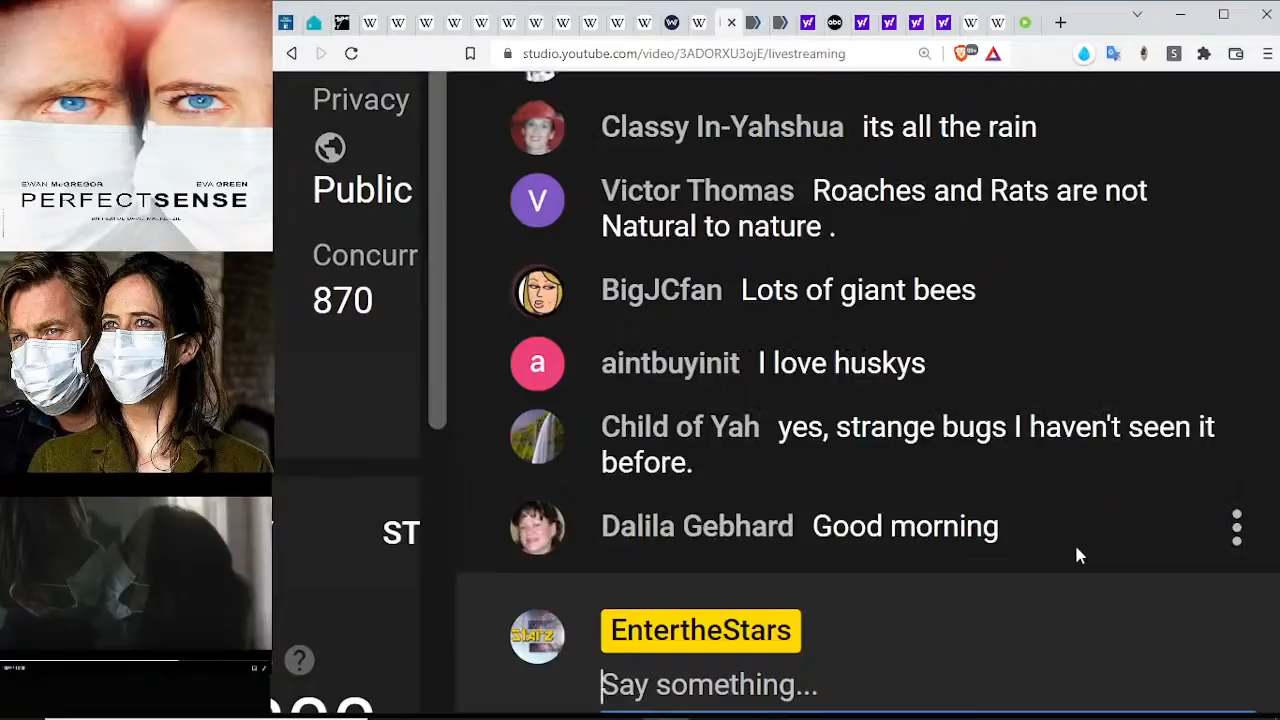 EWAN McGREGOR EVA GREEN
PERFECTSENSE
studio.youtube.com/video/3ADORXU3ojE/livestreaming
Privacy
Public
Concurr
870
ST
Classy In-Yahshua its all the rain
Victor Thomas Roaches and Rats are not
Natural to nature .
BigJCfan Lots of giant bees
aintbuyinit I love huskys
Child of Yah yes, strange bugs I haven't seen it
before.
Dalila Gebhard Good morning
Starz
EntertheStars
Say something...